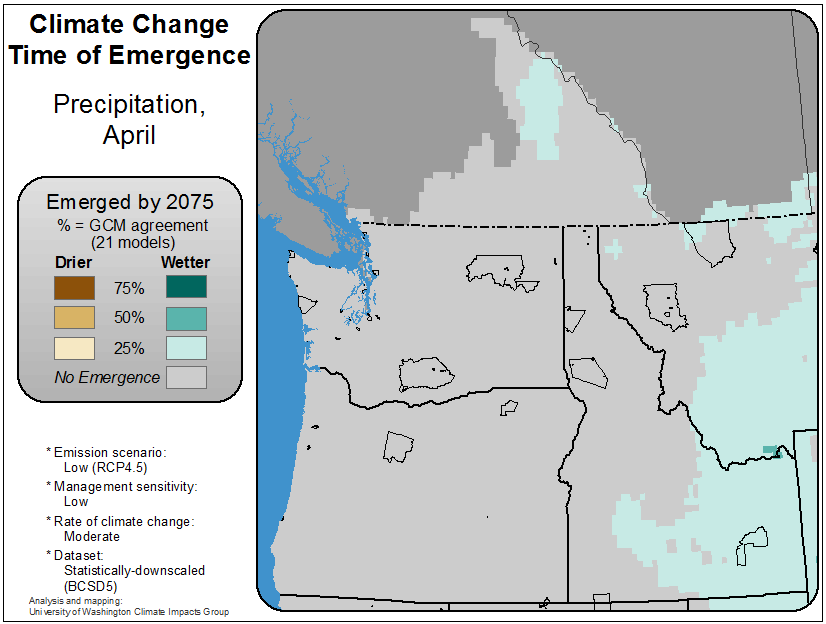 Climate Change
Time of Emergence
Precipitation,
April
Emerged by 2075
% = GCM agreement
(21 models)
Drier Wetter
75%
50%
25%
No Emergence
* Emission scenario:
Low (RCP4.5)
* Management sensitivity:
Low
* Rate of climate change:
Moderate
* Dataset:
Statistically-downscaled
(BCSD5)
Analysis and mapping:
University of Washington Climate Impacts Group